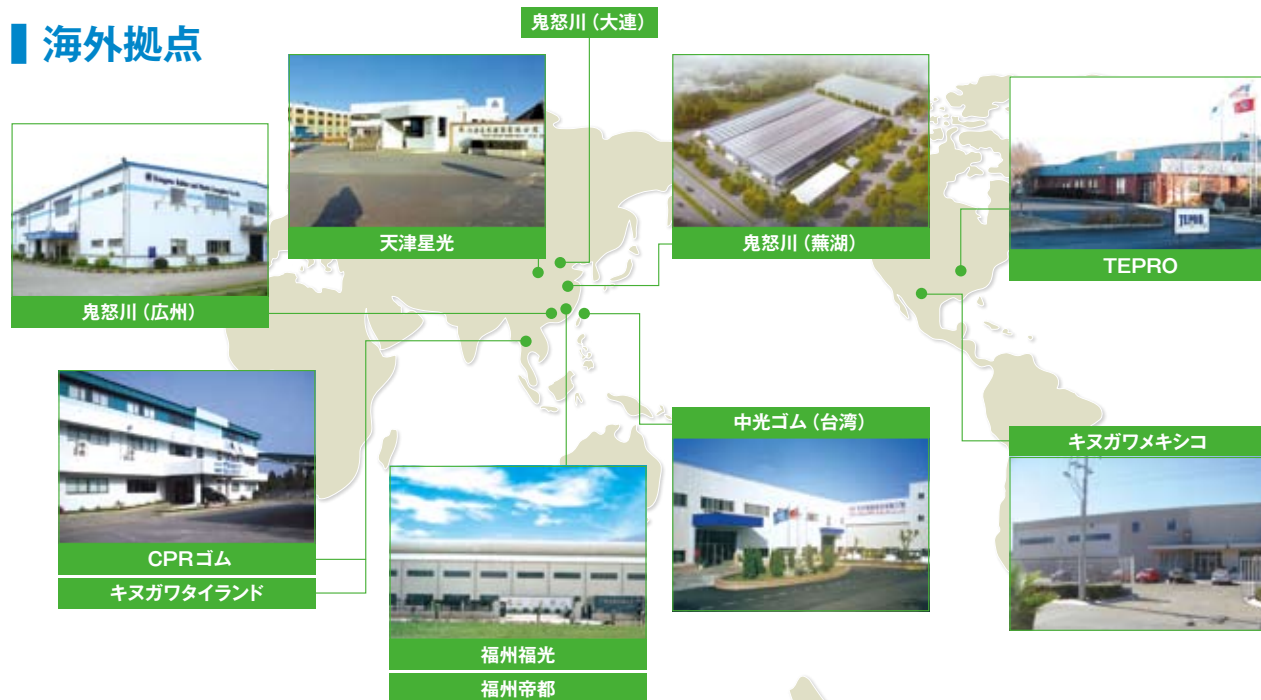 海外拠点
鬼怒川（大連）
天津星光
鬼怒川（蕪湖）
TEPRO
TEPRO
鬼怒川（広州）
中光ゴム（台湾）
キヌガワメキシコ
CPRゴム
キヌガワタイランド
福州福光
福州帝都